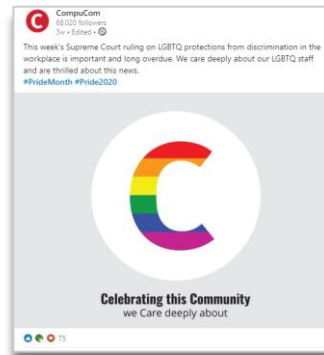 C CompuCom
68,020 followers
3w • Edited •
This week's Supreme Court ruling on LGBTQ protections from discrimination in the
workplace is important and long overdue. We care deeply about our LGBTQ staff
and are thrilled about this news.
#PrideMonth #Pride2020
C
Celebrating this Community
we Care deeply about
75